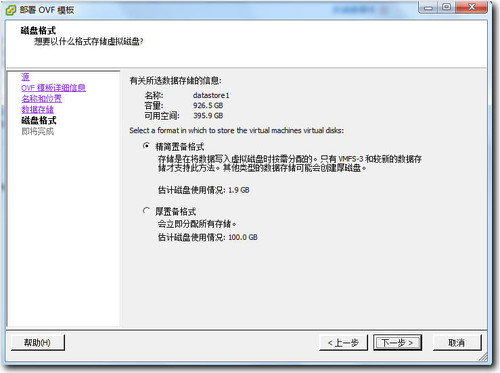 部署 OVF 模板
磁盘格式
想要以什么格式存储虚拟磁盘?
源
OVF 模板详细信息
名称和位置
数据存储
磁盘格式
即将完成
有关所选数据存储的信息:
名称: datastore1
容量: 926.5 GB
可用空间: 395.9 GB
Select a format in which to store the virtual machines virtual disks:
精简置备格式
存储是在将数据写入虚拟磁盘时按需分配的。只有 VMFS-3 和较新的数据存
储才支持此方法。其他类型的数据存储可能会创建厚磁盘。
估计磁盘使用情况: 1.9 GB
厚置备格式
会立即分配所有存储。
估计磁盘使用情况: 100.0 GB
帮助(H)
< 上一步
下一步 >
取消